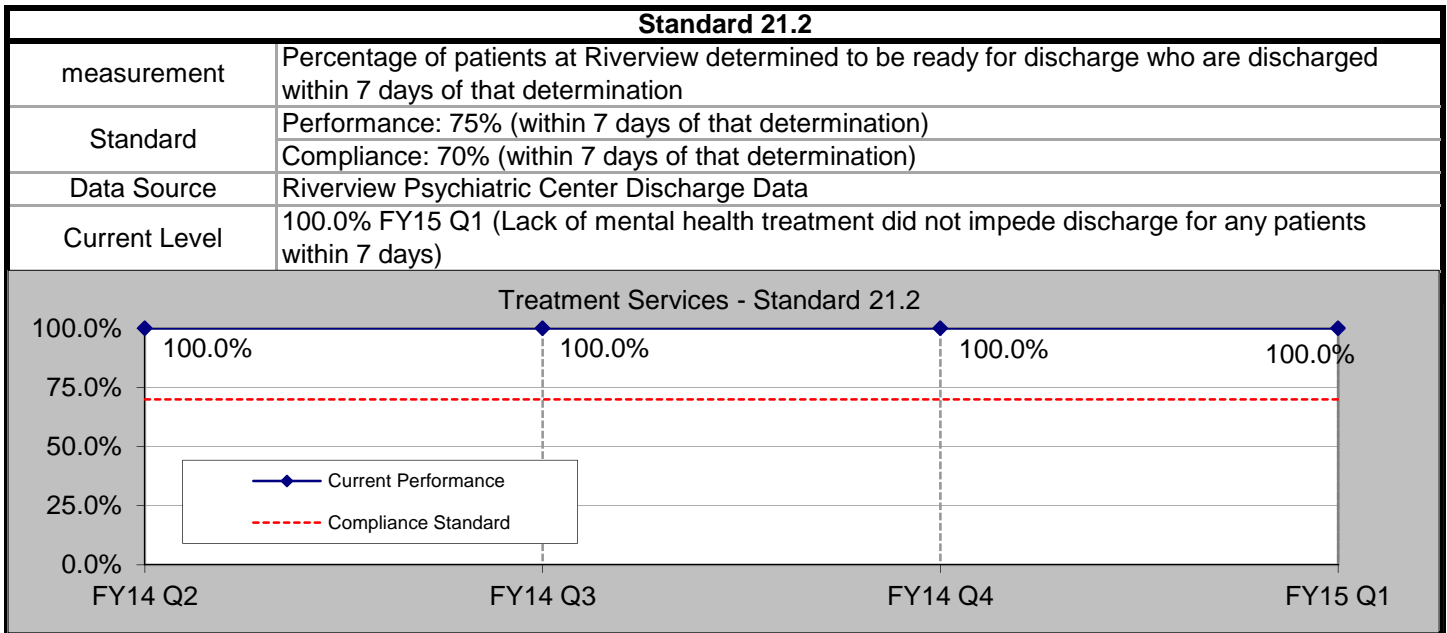 Standard 21.2
measurement
Percentage of patients at Riverview determined to be ready for discharge who are discharged
within 7 days of that determination
Standard
Performance: 75% (within 7 days of that determination)
Compliance: 70% (within 7 days of that determination)
Data Source
Riverview Psychiatric Center Discharge Data
Current Level
100.0% FY15 Q1 (Lack of mental health treatment did not impede discharge for any patients
within 7 days)
Treatment Services - Standard 21.2
100.0%
100.0% 100.0% 100.0% 100.0%
75.0%
50.0%
Current Performance
25.0%
Compliance Standard
0.0%
FY14 Q2 FY14 Q3 FY14 Q4 FY15 Q1